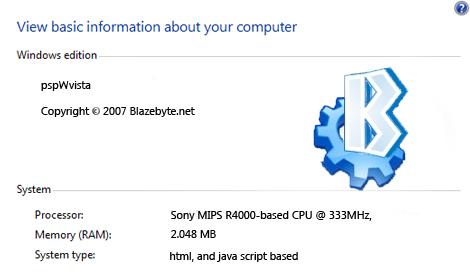 View basic information about your computer
Windows edition
pspWvista
Copyright © 2007 Blazebyte.net
System
Processor: Sony MIPS R4000-based CPU @ 333MHz,
Memory (RAM): 2.048 MB
System type: html, and java script based